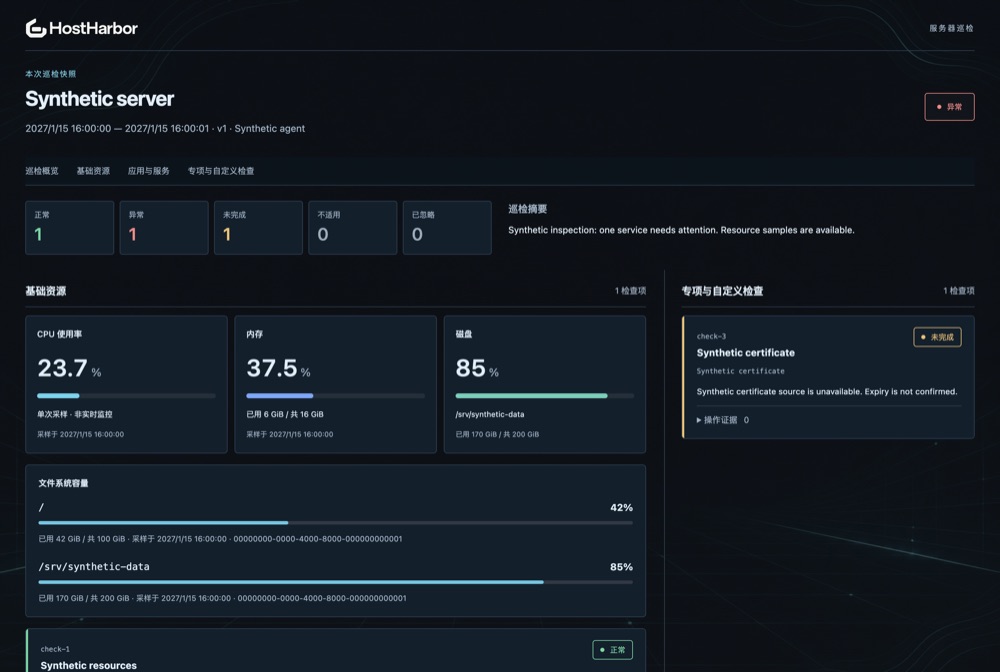 HostHarbor
服务器巡检
本次巡检快照
Synthetic server
2027/1/15 16:00:00 — 2027/1/15 16:00:01 · v1 · Synthetic agent
异常
巡检概览 基础资源 应用与服务 专项与自定义检查
正常
1
异常
1
未完成
1
不适用
0
已忽略
0
巡检摘要
Synthetic inspection: one service needs attention. Resource samples are available.
基础资源
1 检查项
CPU 使用率
23.7 %
单次采样 · 非实时监控
采样于 2027/1/15 16:00:00
内存
37.5 %
已用 6 GiB / 共 16 GiB
采样于 2027/1/15 16:00:00
磁盘
85 %
/srv/synthetic-data
已用 170 GiB / 共 200 GiB
文件系统容量
/
42%
已用 42 GiB / 共 100 GiB · 采样于 2027/1/15 16:00:00 · 00000000-0000-4000-8000-000000000001
/srv/synthetic-data
85%
已用 170 GiB / 共 200 GiB · 采样于 2027/1/15 16:00:00 · 00000000-0000-4000-8000-000000000001
check-1
Synthetic resources
正常
专项与自定义检查
1 检查项
check-3
未完成
Synthetic certificate
Synthetic certificate
Synthetic certificate source is unavailable. Expiry is not confirmed.
操作证据 0